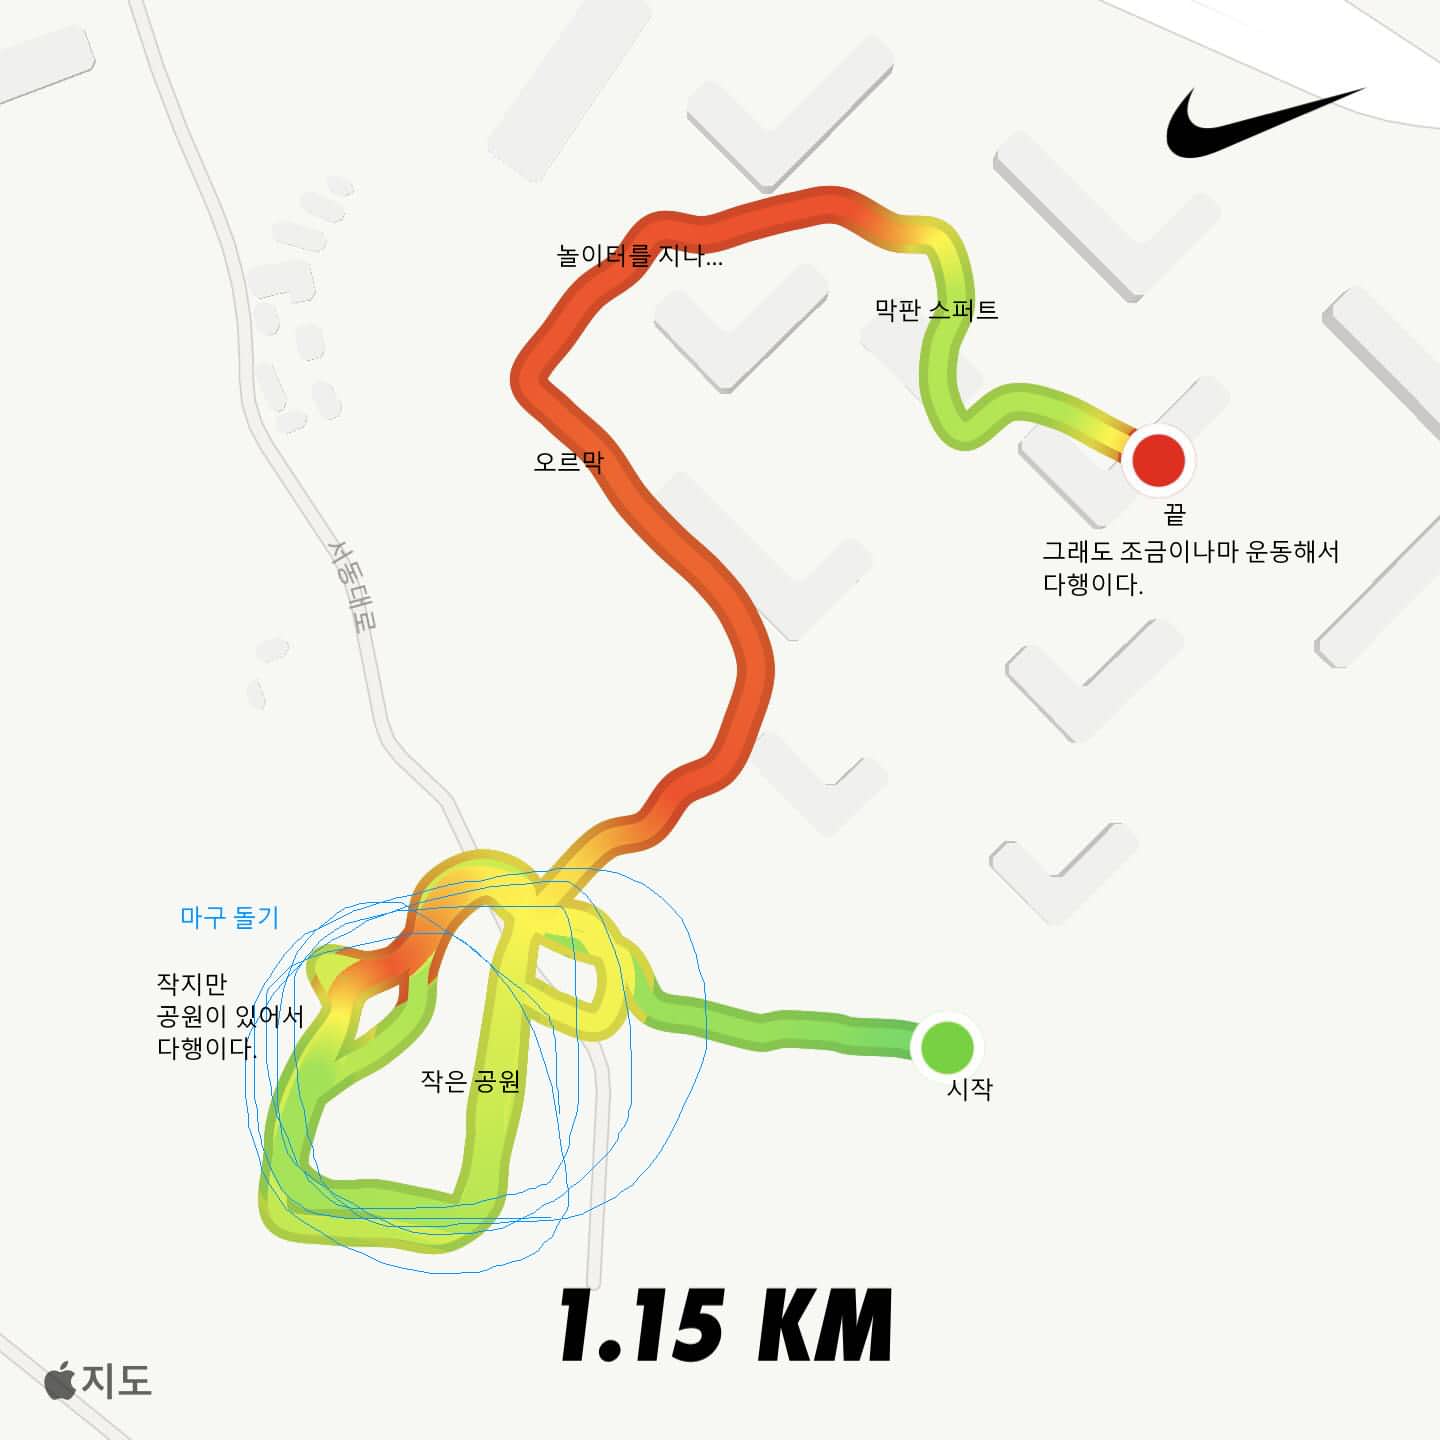 놀이터를 지나...
막판 스퍼트
오르막
끝
그래도 조금이나마 운동해서
다행이다.
서동대로
마구 돌기
작지만
공원이 있어서
다행이다.
작은 공원
시작
1.15 KM
지도